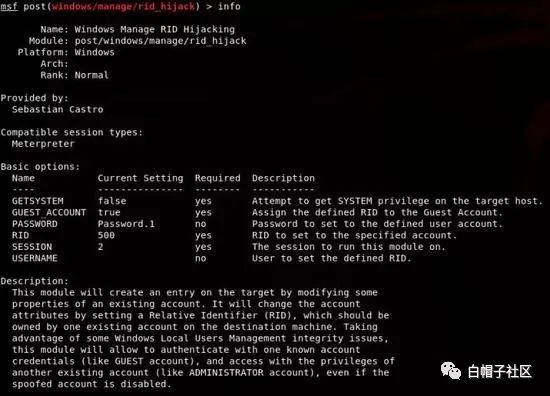 msf post(windows/manage/rid_hijack) > info
Name: Windows Manage RID Hijacking
Module: post/windows/manage/rid_hijack
Platform: Windows
Arch:
Rank: Normal
Provided by:
Sebastian Castro
Compatible session types:
Meterpreter
Basic options:
Name Current Setting Required Description
---- --------------- -------- -----------
GETSYSTEM false yes Attempt to get SYSTEM privilege on the target host.
GUEST_ACCOUNT true yes Assign the defined RID to the Guest Account.
PASSWORD Password.1 no Password to set to the defined user account.
RID 500 yes RID to set to the specified account.
SESSION 2 yes The session to run this module on.
USERNAME no User to set the defined RID.
Description:
This module will create an entry on the target by modifying some
properties of an existing account. It will change the account
attributes by setting a Relative Identifier (RID), which should be
owned by one existing account on the destination machine. Taking
advantage of some Windows Local Users Management integrity issues,
this module will allow to authenticate with one known account
credentials (like GUEST account), and access with the privileges of
another existing account (like ADMINISTRATOR account), even if the
spoofed account is disabled.
白帽子社区